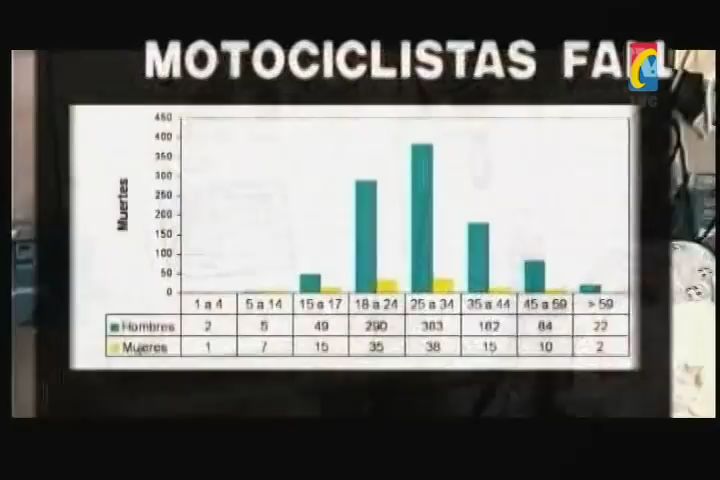 MOTOCICLISTAS FALL
450
400
350
300
250
200
150
100
50
0
Muertes
1 a 4 5 a 14 15 a 17 18 a 24 25 a 34 35 a 44 45 a 59 > 59
Hombres 2 5 49 290 383 182 84 22
Mujeres 1 7 15 35 38 15 10 2